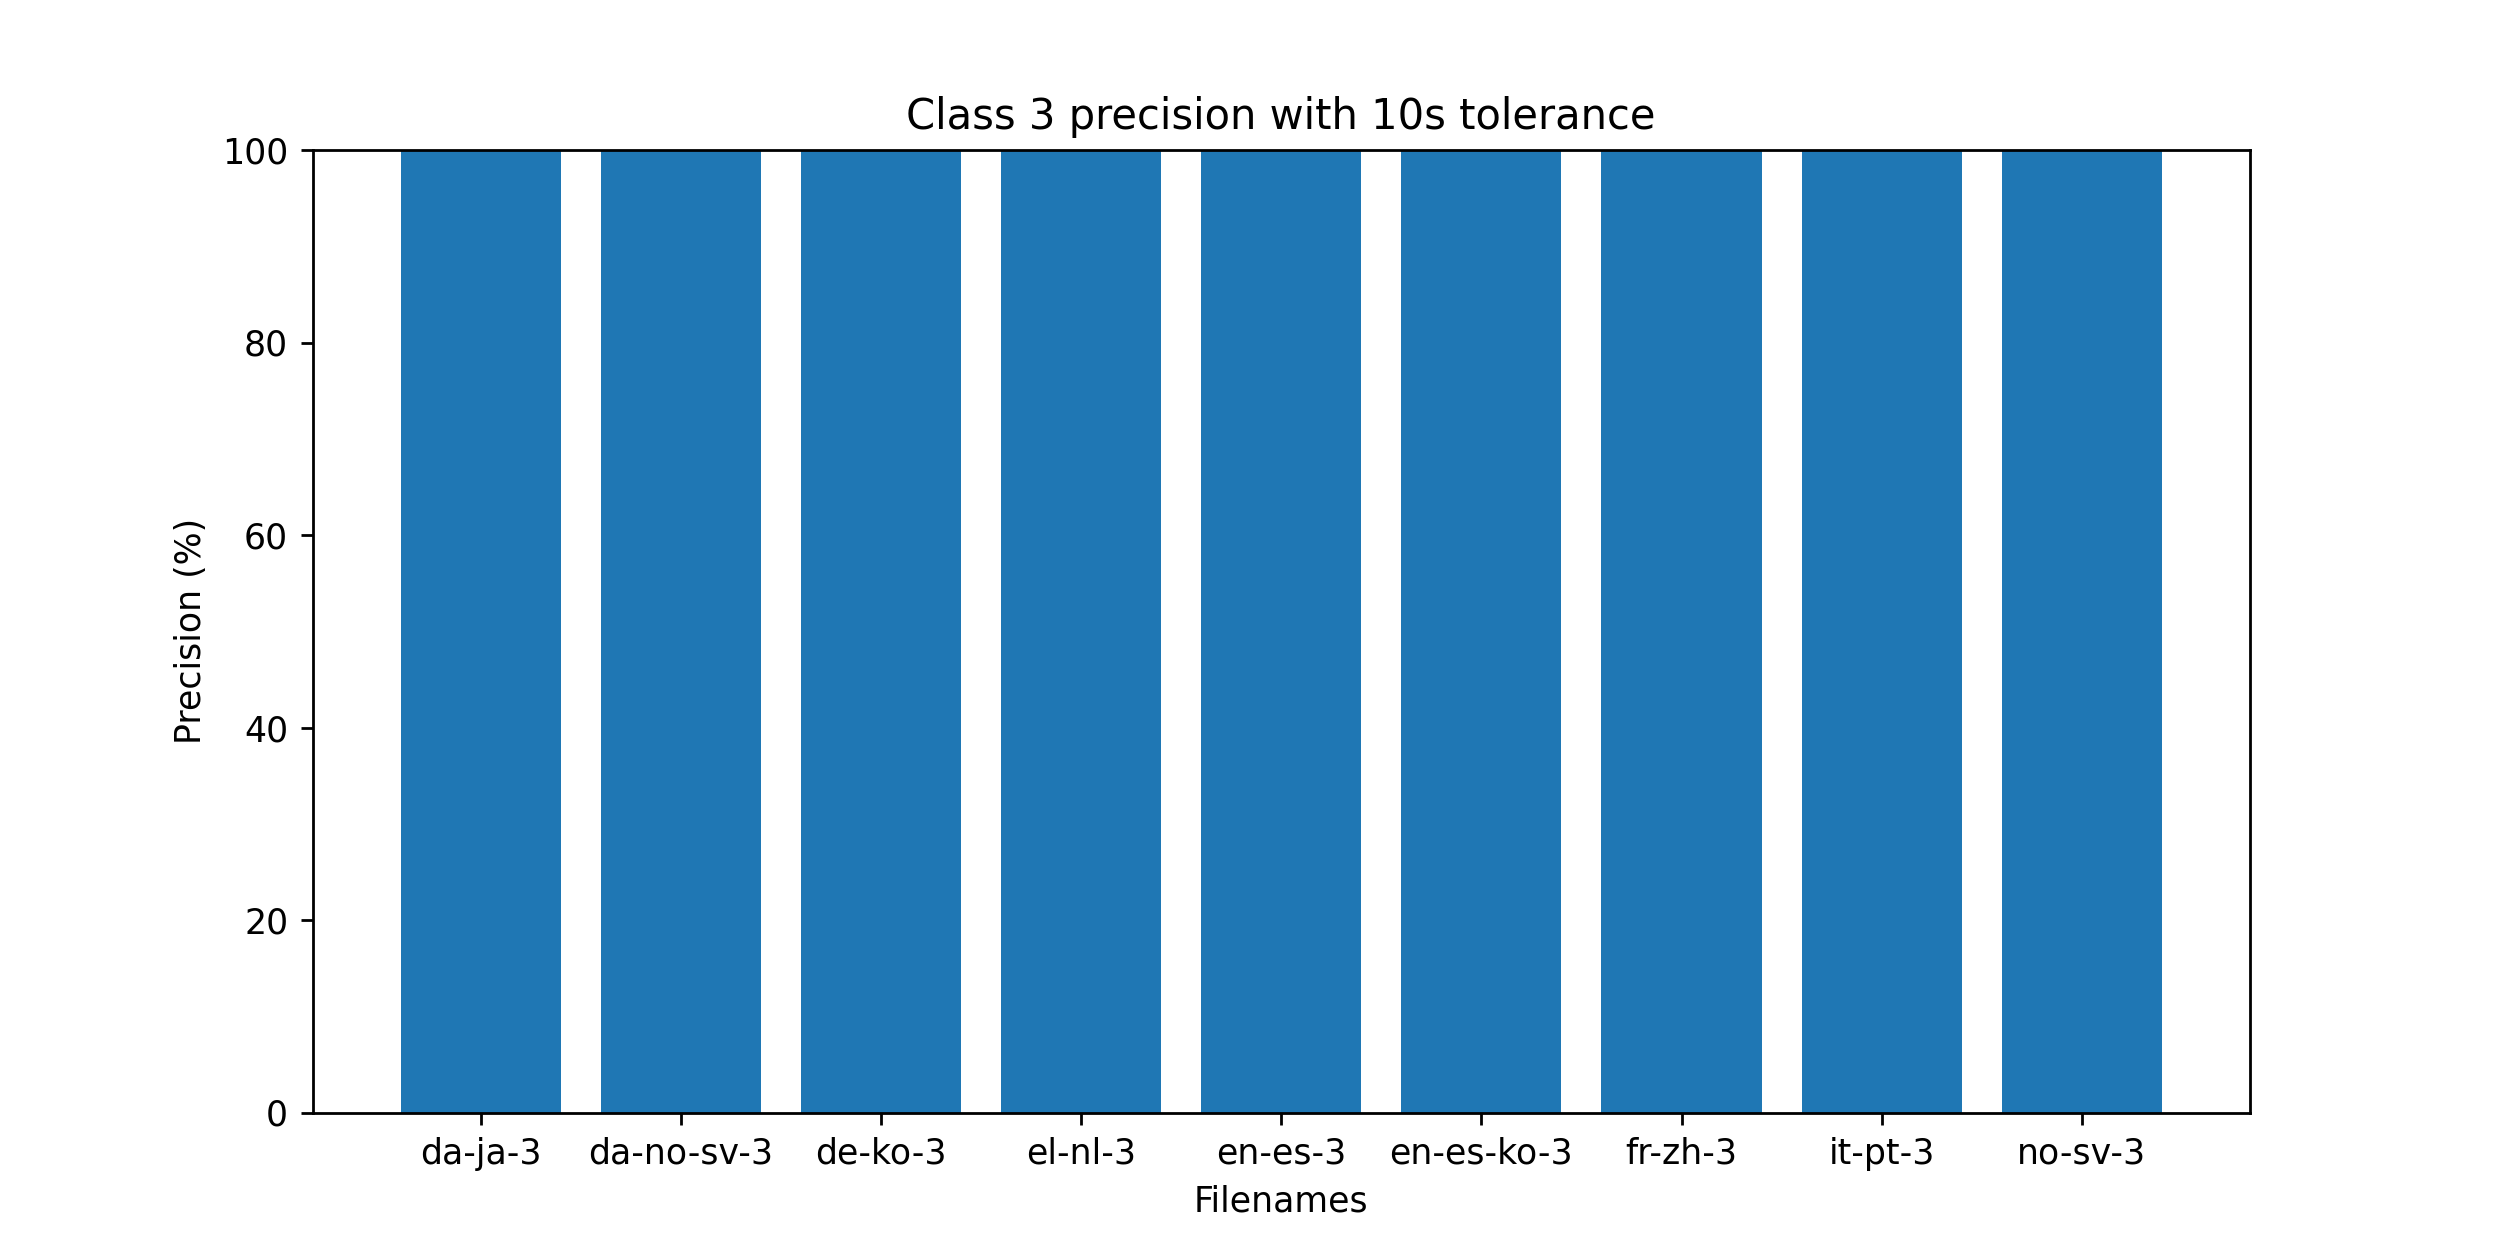 Class 3 precision with 10s tolerance
100
80
60
40
20
0
Precision (%)
da-ja-3 da-no-sv-3 de-ko-3 el-nl-3 en-es-3 en-es-ko-3 fr-zh-3 it-pt-3 no-sv-3
Filenames